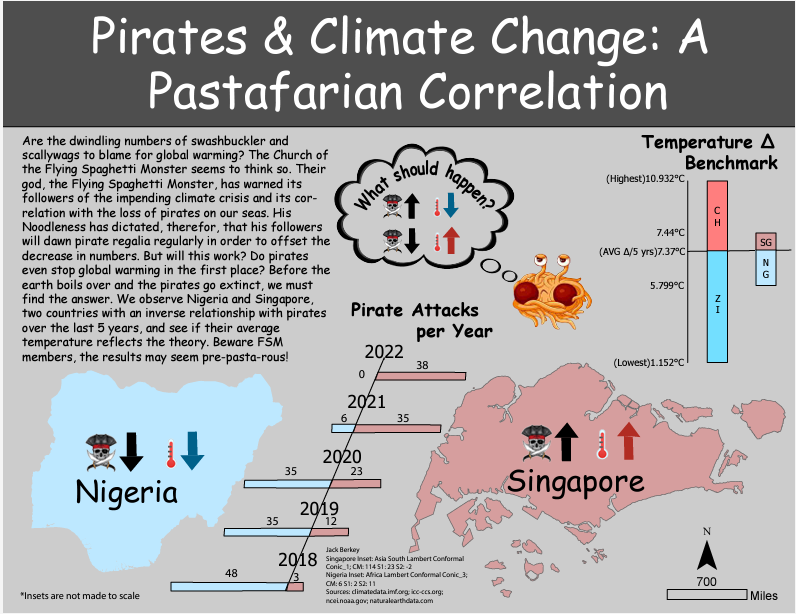 Pirates & Climate Change: A
Pastafarian Correlation
Are the dwindling numbers of swashbuckler and
scallywags to blame for global warming? The Church of
the Flying Spaghetti Monster seems to think so. Their
god, the Flying Spaghetti Monster, has warned its
followers of the impending climate crisis and its cor-
relation with the loss of pirates on our seas. His
Noodleness has dictated, therefor, that his followers
will dawn pirate regalia regularly in order to offset the
decrease in numbers. But will this work? Do pirates
even stop global warming in the first place? Before the
earth boils over and the pirates go extinct, we must
find the answer. We observe Nigeria and Singapore,
two countries with an inverse relationship with pirates
over the last 5 years, and see if their average
temperature reflects the theory. Beware FSM
members, the results may seem pre-pasta-rous!
What should happen?
Temperature Δ
Benchmark
(Highest)10.932°C
C
H
7.44°C
SG
(AVG Δ/5 yrs)7.37°C
N
G
5.799°C
Z
I
(Lowest)1.152°C
Pirate Attacks
per Year
2022
0
38
2021
6
35
2020
35
23
2019
35
12
2018
48
3
Nigeria
Singapore
Jack Berkey
Singapore Inset: Asia South Lambert Conformal
Conic_1; CM: 114 S1: 23 S2: -2
Nigeria Inset: Africa Lambert Conformal Conic_3;
CM: 6 S1: 2 S2: 11
Sources: climatedata.imf.org; icc-ccs.org;
ncei.noaa.gov; naturalearthdata.com
*Insets are not made to scale
N
700
Miles